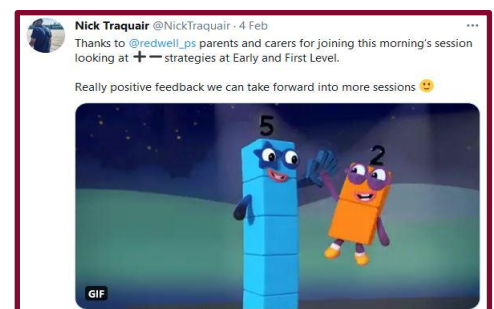 Nick Traquair @NickTraquair · 4 Feb
Thanks to @redwell_ps parents and carers for joining this morning's session
looking at ➕➖strategies at Early and First Level.
Really positive feedback we can take forward into more sessions 🙂
5
2
GIF